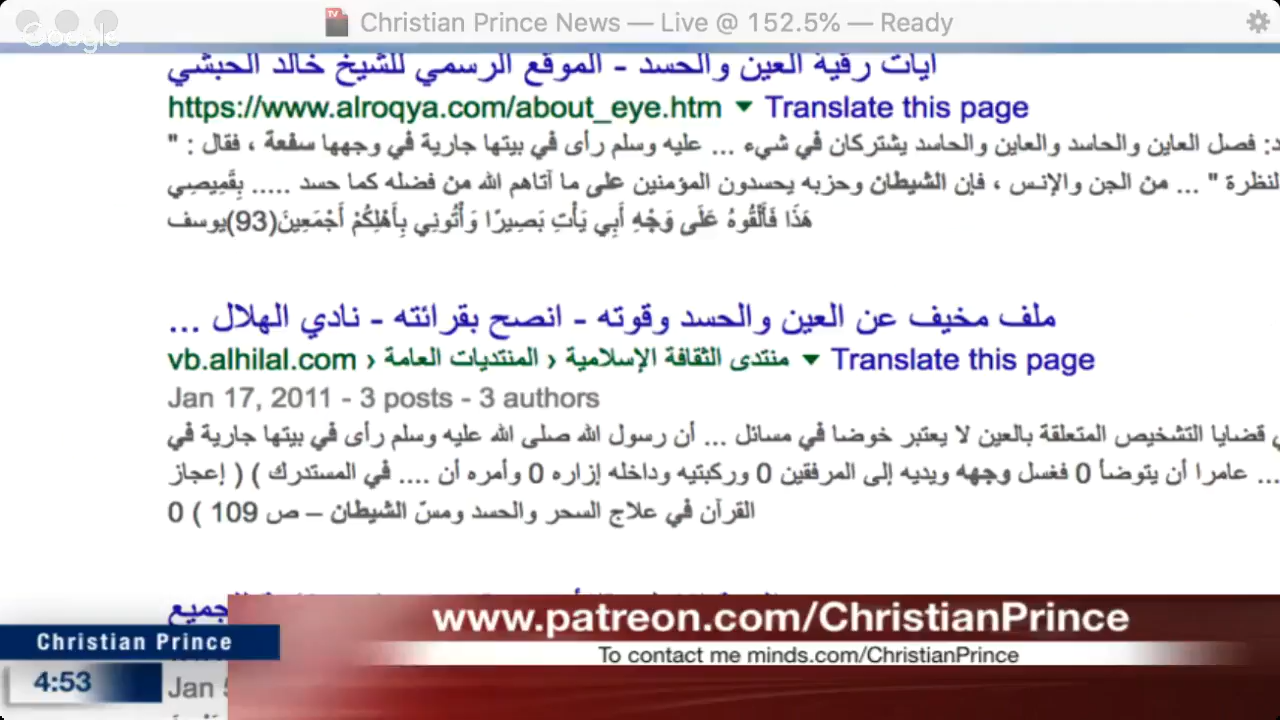 Christian Prince News — Live @ 152.5% — Ready
Google
آيات رقية العين والحسد - الموقع الرسمي للشيخ خالد الحبشي
https://www.alroqya.com/about_eye.htm ▼ Translate this page
د: فصل العاين والحاسد والعاين والحاسد يشتركان في شيء ... عليه وسلم رأى في بيتها جارية في وجهها سفعة ، فقال : "
النظرة " ... من الجن والإنس ، فإن الشيطان وحزبه يحسدون المؤمنين على ما آتاهم الله من فضله كما حسد ..... بِقَمِيصِي
هَذَا فَأَلْقُوهُ عَلَى وَجْهِ أَبِي يَأْتِ بَصِيرًا وَأْتُونِي بِأَهْلِكُمْ أَجْمَعِينَ(93)يوسف
ملف مخيف عن العين والحسد وقوته - انصح بقرائته - نادي الهلال ...
vb.alhilal.com › المنتديات العامة › منتدى الثقافة الإسلامية ▼ Translate this page
Jan 17, 2011 - 3 posts - 3 authors
قضايا التشخيص المتعلقة بالعين لا يعتبر خوضا في مسائل ... أن رسول الله صلى الله عليه وسلم رأى في بيتها جارية في
... عامرا أن يتوضأ 0 فغسل وجهه ويديه إلى المرفقين 0 وركبتيه وداخله إزاره 0 وأمره أن .... في المستدرك ) ( إعجاز
القرآن في علاج السحر والحسد ومسّ الشيطان – ص 109 ) 0
الجميع
www.patreon.com/ChristianPrince
Christian Prince
To contact me minds.com/ChristianPrince
4:53
Jan